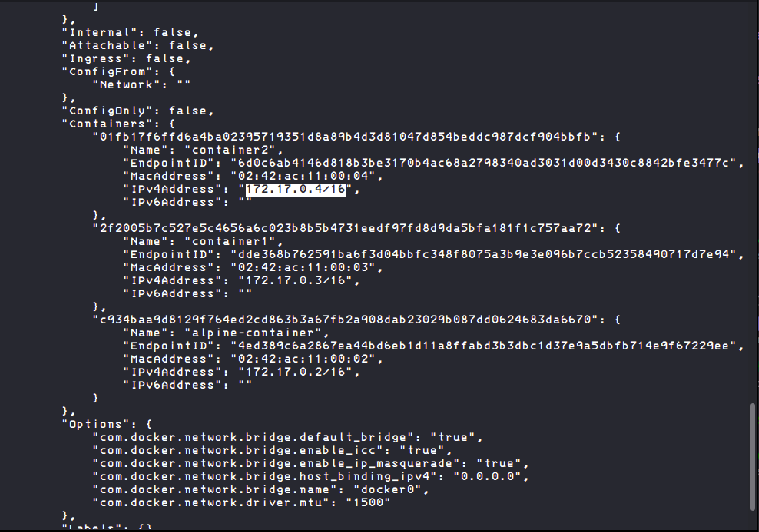 ]
},
"Internal": false,
"Attachable": false,
"Ingress": false,
"ConfigFrom": {
"Network": ""
},
"ConfigOnly": false,
"Containers": {
"01fb17f6ffd6a4ba02395719351d8a89b4d3d81047d854beddc987dcf904bbfb": {
"Name": "container2",
"EndpointID": "6d0c6ab4146d818b3be3170b4ac68a2798340ad3031d00d3430c8842bfe3477c",
"MacAddress": "02:42:ac:11:00:04",
"IPv4Address": "172.17.0.4/16",
"IPv6Address": ""
},
"2f2005b7c527e5c4656a6c023b8b5b4731eedf97fd8d9da5bfa181f1c757aa72": {
"Name": "container1",
"EndpointID": "dde368b762591ba6f3d04bbfc348f8075a3b9e3e096b7ccb52358490717d7e94",
"MacAddress": "02:42:ac:11:00:03",
"IPv4Address": "172.17.0.3/16",
"IPv6Address": ""
},
"c934baa9d8129f764ed2cd863b3a67fb2a908dab23029b087dd0624683da6670": {
"Name": "alpine-container",
"EndpointID": "4ed389c6a2867ea44bd6eb1d11a8ffabd3b3dbc1d37e9a5dbfb714e9f67229ee",
"MacAddress": "02:42:ac:11:00:02",
"IPv4Address": "172.17.0.2/16",
"IPv6Address": ""
}
},
"Options": {
"com.docker.network.bridge.default_bridge": "true",
"com.docker.network.bridge.enable_icc": "true",
"com.docker.network.bridge.enable_ip_masquerade": "true",
"com.docker.network.bridge.host_binding_ipv4": "0.0.0.0",
"com.docker.network.bridge.name": "docker0",
"com.docker.network.driver.mtu": "1500"
},
"Labels": {}